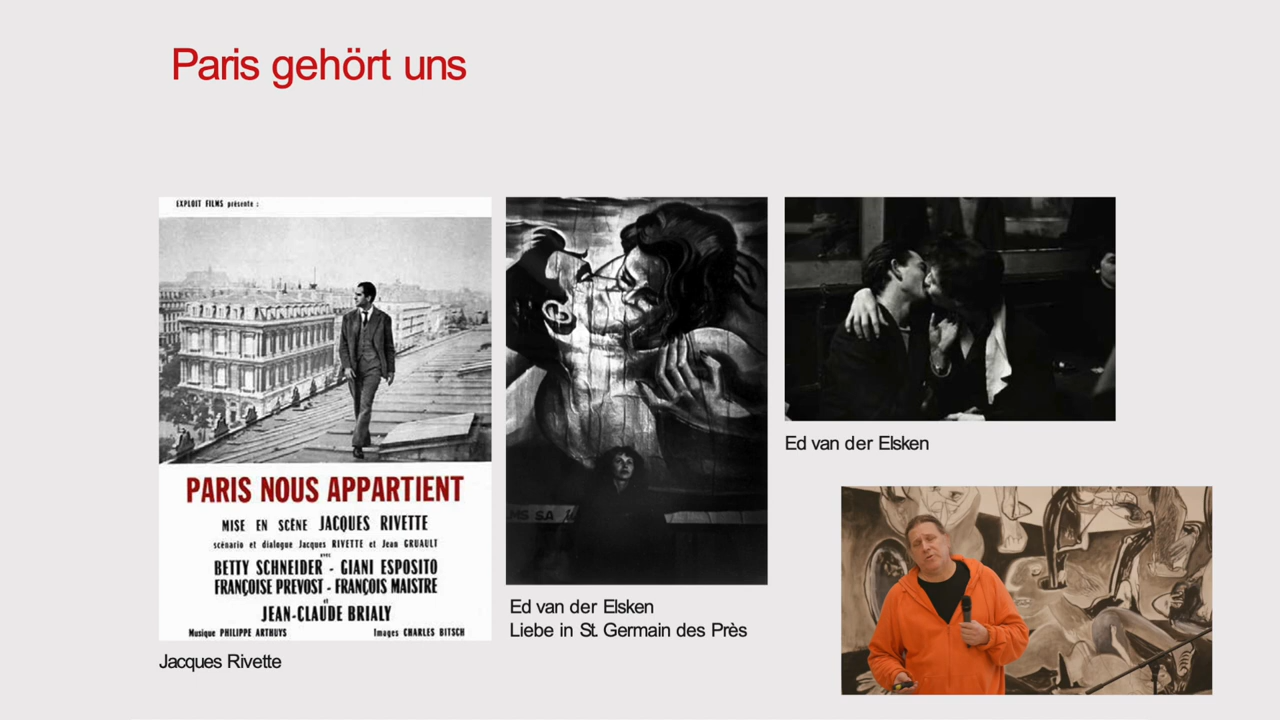 Paris gehört uns
EXPLOIT FILMS présente :
PARIS NOUS APPARTIENT
MISE EN SCÈNE JACQUES RIVETTE
scénario et dialogue Jacques RIVETTE et Jean GRUAULT
avec
BETTY SCHNEIDER - GIANI ESPOSITO
FRANÇOISE PREVOST - FRANÇOIS MAISTRE
et
JEAN-CLAUDE BRIALY
Musique PHILIPPE ARTHUYS Images CHARLES BITSCH
Jacques Rivette
MS SA
Ed van der Elsken
Liebe in St. Germain des Près
Ed van der Elsken